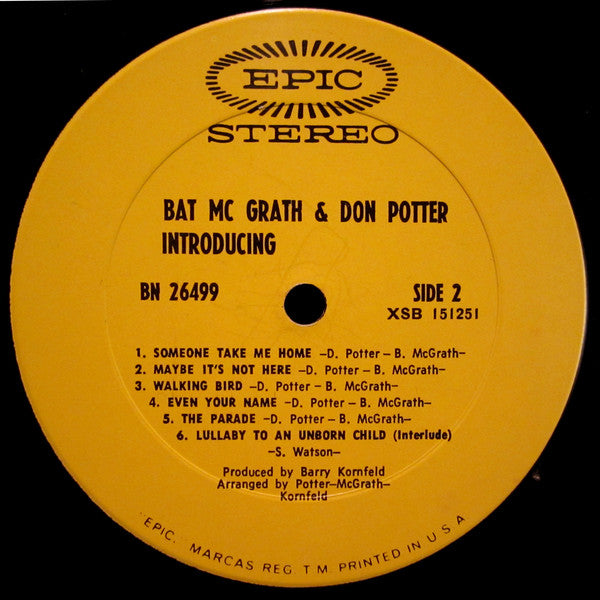 EPIC
STEREO
BAT MC GRATH & DON POTTER
INTRODUCING
BN 26499
SIDE 2
XSB 151251
1. SOMEONE TAKE ME HOME –D. Potter – B. McGrath–
2. MAYBE IT'S NOT HERE –D. Potter – B. McGrath–
3. WALKING BIRD –D. Potter – B. McGrath–
4. EVEN YOUR NAME –D. Potter – B. McGrath–
5. THE PARADE –D. Potter – B. McGrath–
6. LULLABY TO AN UNBORN CHILD (Interlude)
–S. Watson–
Produced by Barry Kornfeld
Arranged by Potter–McGrath–
Kornfeld
"EPIC." MARCAS REG. T.M. PRINTED IN U S A